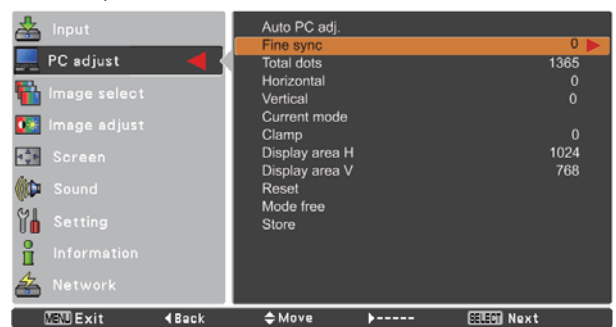 Input
PC adjust
Image select
Image adjust
Screen
Sound
Setting
Information
Network
Auto PC adj.
Fine sync 0
Total dots 1365
Horizontal 0
Vertical 0
Current mode
Clamp 0
Display area H 1024
Display area V 768
Reset
Mode free
Store
MENU Exit ◀Back Move ▶----- SELECT Next